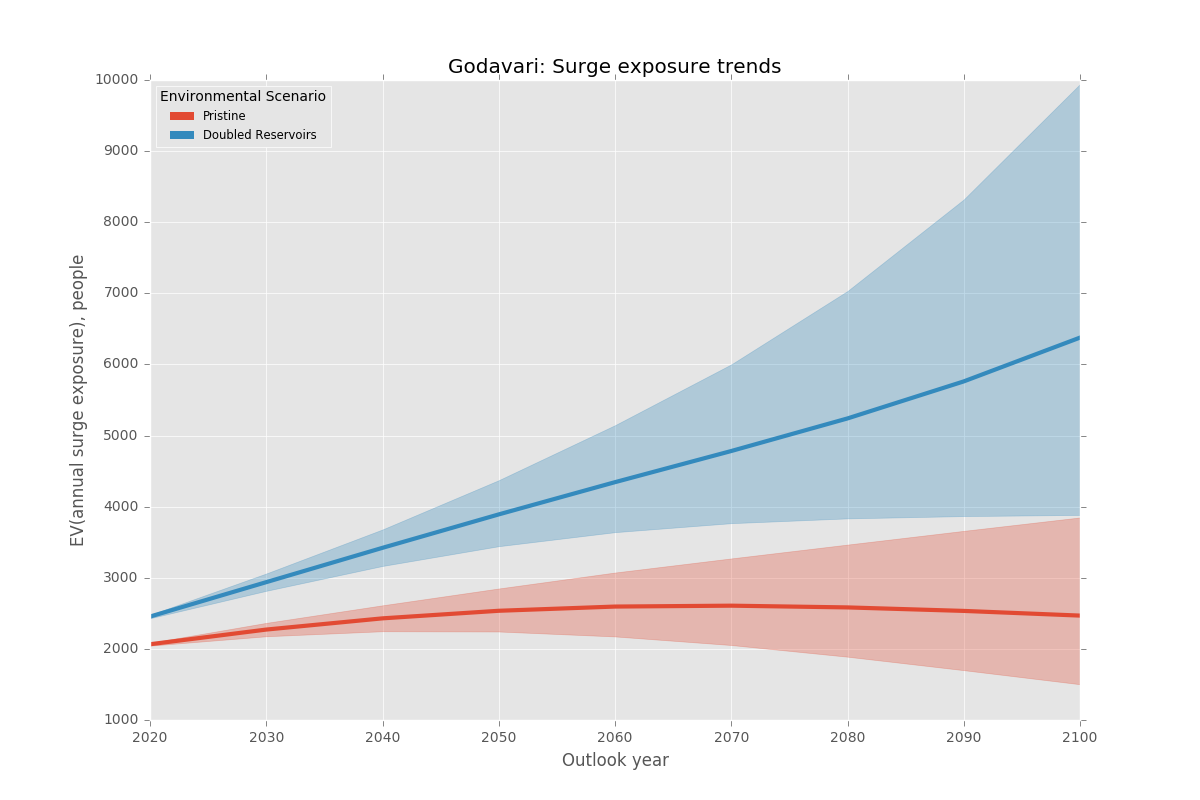 Godavari: Surge exposure trends
Environmental Scenario
Pristine
Doubled Reservoirs
EV(annual surge exposure), people
10000
9000
8000
7000
6000
5000
4000
3000
2000
1000
2020 2030 2040 2050 2060 2070 2080 2090 2100
Outlook year